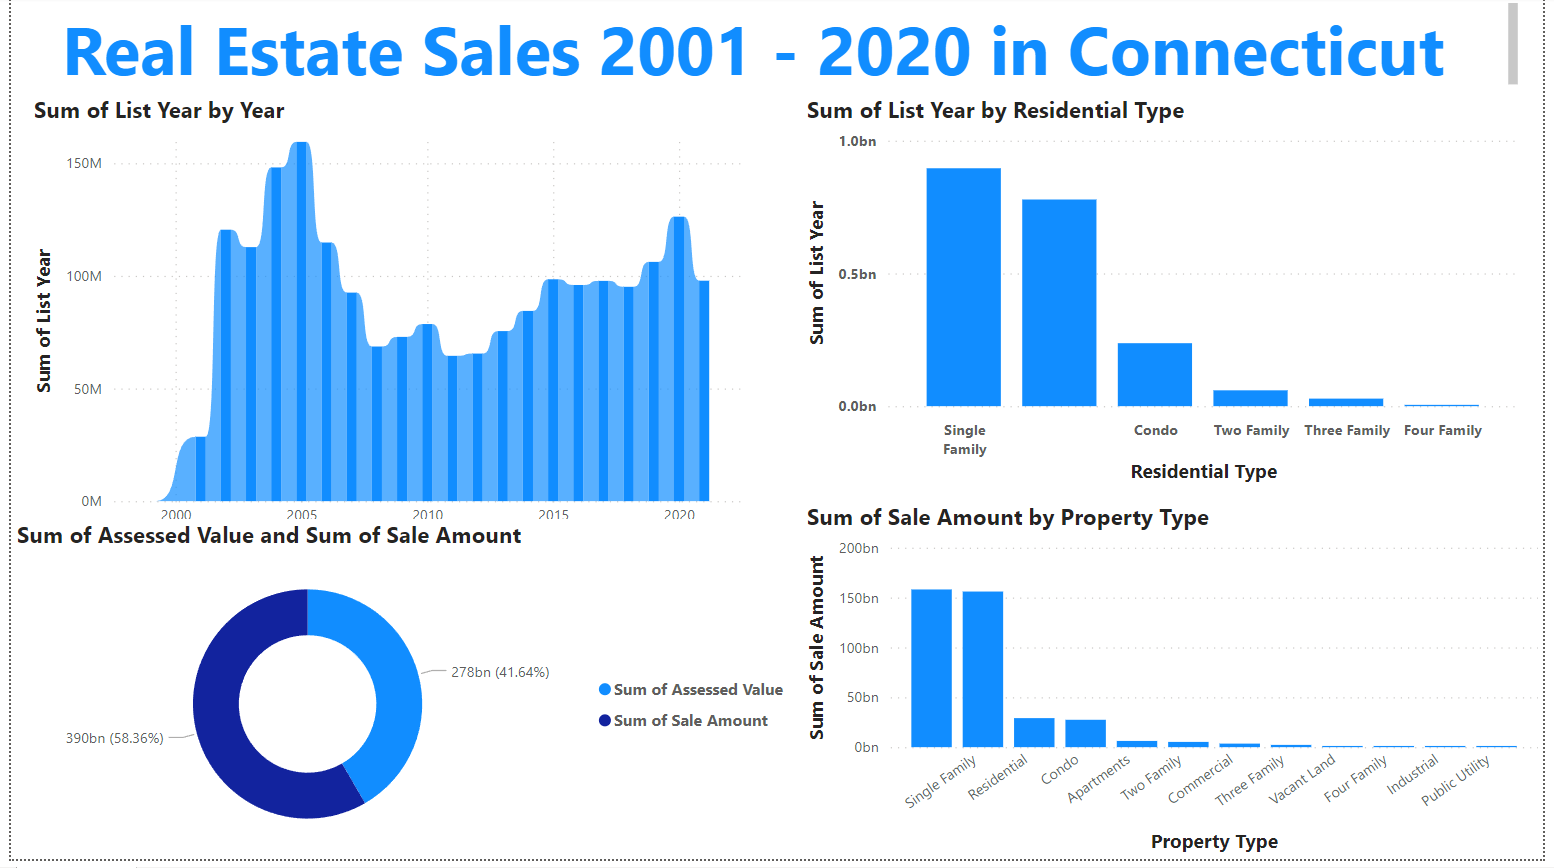 Real Estate Sales 2001 - 2020 in Connecticut
Sum of List Year by Year
Sum of List Year
150M
100M
50M
0M
2000 2005 2010 2015 2020
Sum of List Year by Residential Type
Sum of List Year
1.0bn
0.5bn
0.0bn
Single Condo Two Family Three Family Four Family
Family
Residential Type
Sum of Assessed Value and Sum of Sale Amount
278bn (41.64%)
390bn (58.36%)
Sum of Assessed Value
Sum of Sale Amount
Sum of Sale Amount by Property Type
Sum of Sale Amount
200bn
150bn
100bn
50bn
0bn
Single Family
Residential
Condo
Apartments
Two Family
Commercial
Three Family
Vacant Land
Four Family
Industrial
Public Utility
Property Type